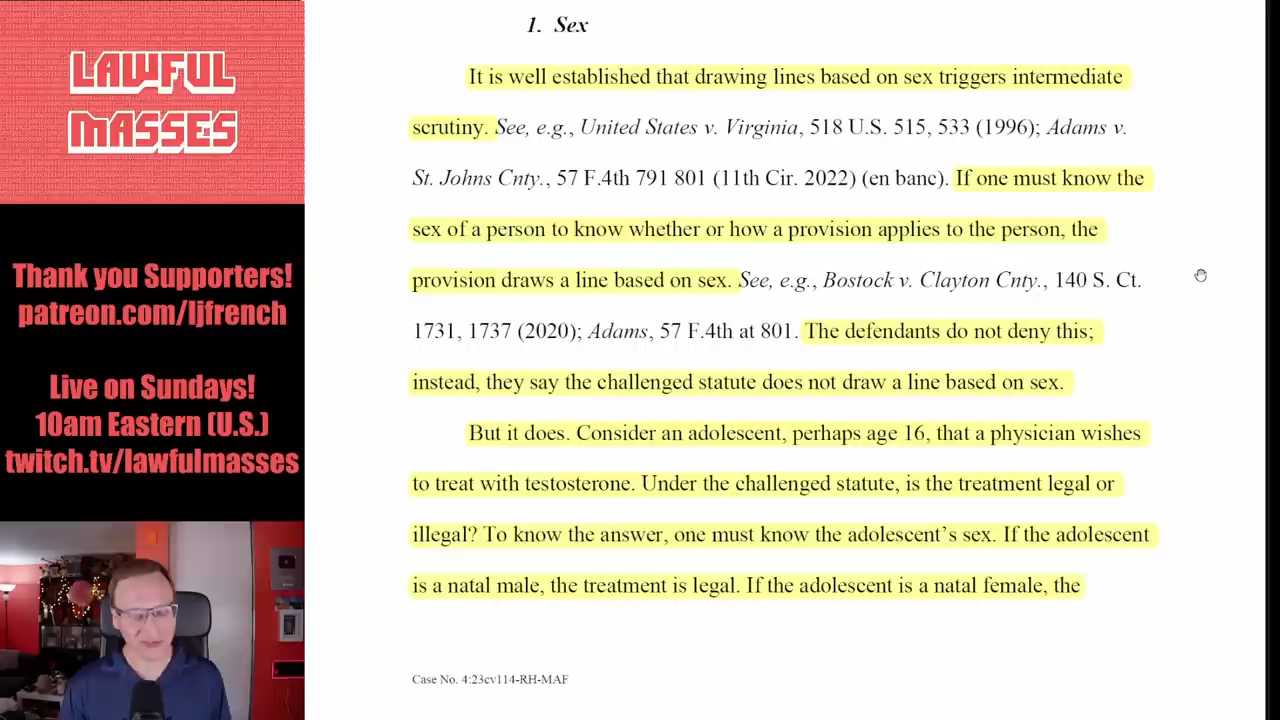 LAWFUL
MASSES
Thank you Supporters!
patreon.com/ljfrench
Live on Sundays!
10am Eastern (U.S.)
twitch.tv/lawfulmasses
1. Sex
It is well established that drawing lines based on sex triggers intermediate
scrutiny. See, e.g., United States v. Virginia, 518 U.S. 515, 533 (1996); Adams v.
St. Johns Cnty., 57 F.4th 791 801 (11th Cir. 2022) (en banc). If one must know the
sex of a person to know whether or how a provision applies to the person, the
provision draws a line based on sex. See, e.g., Bostock v. Clayton Cnty., 140 S. Ct.
1731, 1737 (2020); Adams, 57 F.4th at 801. The defendants do not deny this;
instead, they say the challenged statute does not draw a line based on sex.
But it does. Consider an adolescent, perhaps age 16, that a physician wishes
to treat with testosterone. Under the challenged statute, is the treatment legal or
illegal? To know the answer, one must know the adolescent’s sex. If the adolescent
is a natal male, the treatment is legal. If the adolescent is a natal female, the
Case No. 4:23cv114-RH-MAF